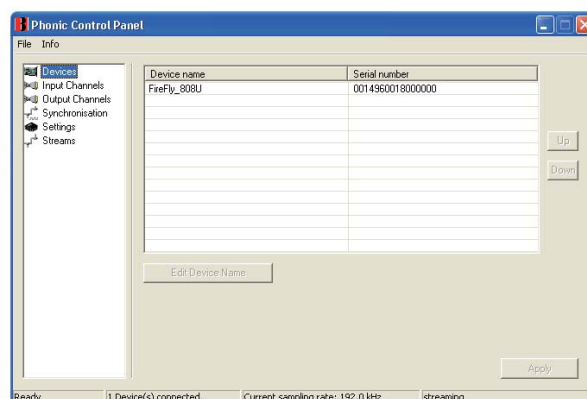 Phonic Control Panel
File Info
Devices
Input Channels
Output Channels
Synchronisation
Settings
Streams
Device name Serial number
FireFly_808U 0014960018000000
Up
Down
Edit Device Name
Apply
Ready 1 Device(s) connected. Current sampling rate: 192.0 kHz streaming